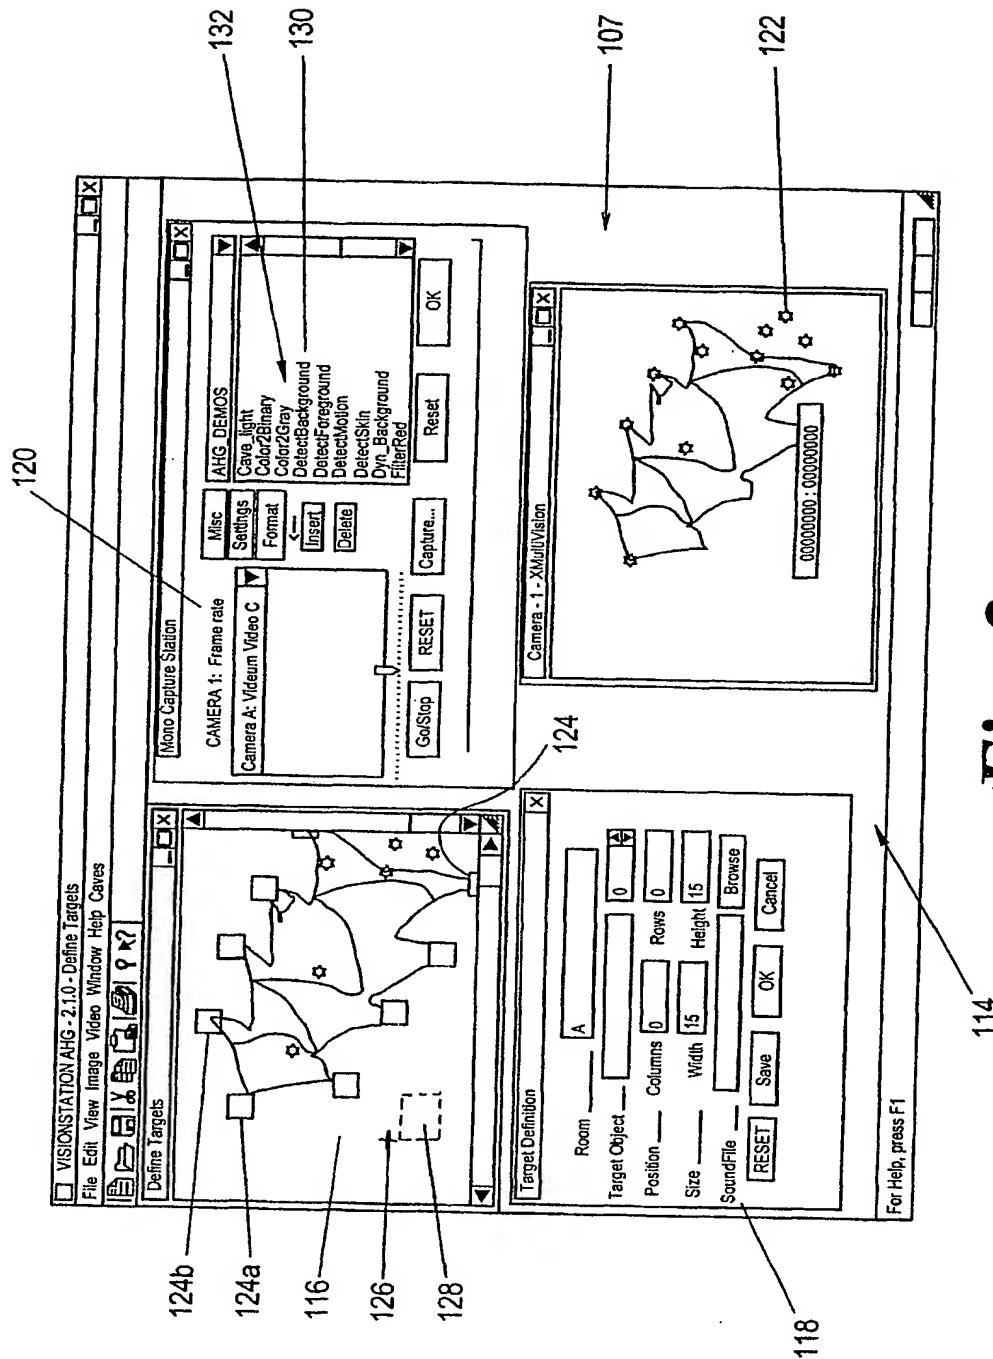 VISIONSTATION AHG - 2.1.0 - Define Targets
File Edit View Image Video Window Help Caves
Define Targets
Mono Capture Station
CAMERA 1: Frame rate
Camera A: Videum Video C
Misc
Settings
Format
Insert
Delete
AHG_DEMOS
Cave_light
Color2Binary
Color2Gray
DetectBackground
DetectForeground
DetectMotion
DetectSkin
Dyn_Background
FilterRed
Go/Stop
RESET
Capture...
Reset
OK
Target Definition
Room
A
Target Object
0
Position
Columns
0
Rows
0
Size
Width
15
Height
15
SoundFile
Browse
RESET
Save
OK
Cancel
Camera - 1 - XMultiVision
00000000 : 00000000
For Help, press F1
124b
124a
116
126
128
118
120
132
130
107
122
124
114